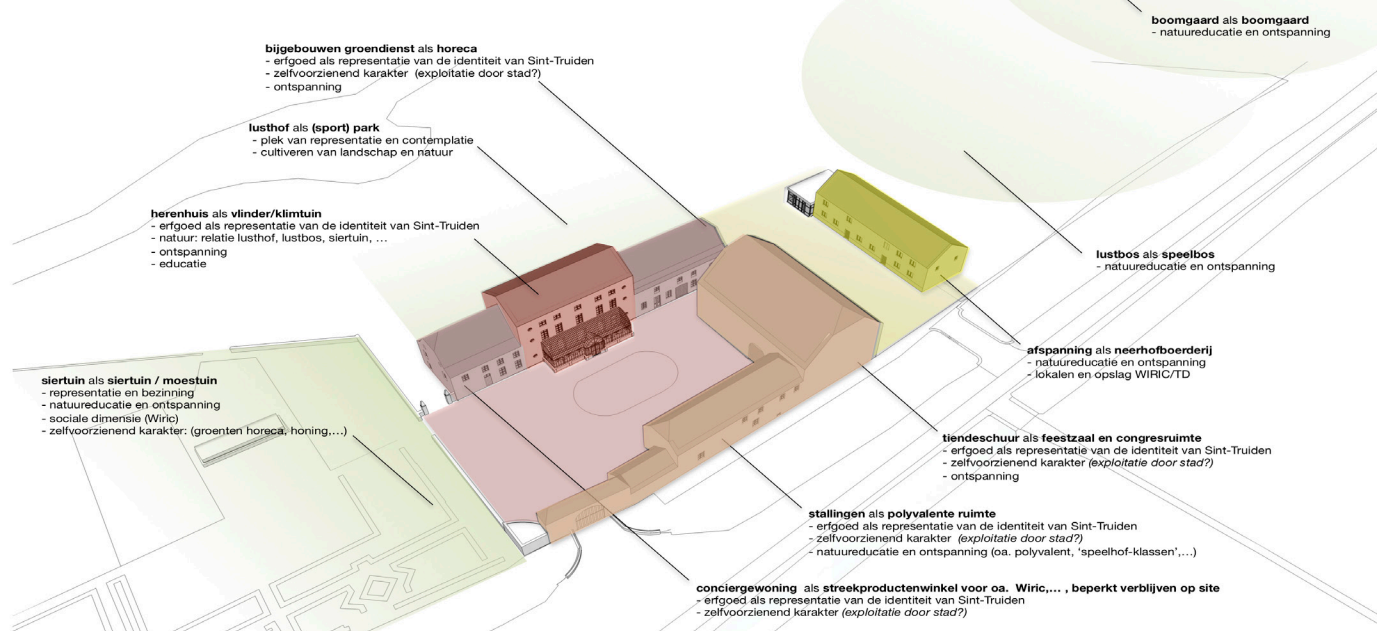 boomgaard als boomgaard
- natuureducatie en ontspanning
bijgebouwen groendienst als horeca
- erfgoed als representatie van de identiteit van Sint-Truiden
- zelfvoorzienend karakter (exploitatie door stad?)
- ontspanning
lusthof als (sport) park
- plek van representatie en contemplatie
- cultiveren van landschap en natuur
herenhuis als vlinder/klimtuin
- erfgoed als representatie van de identiteit van Sint-Truiden
- natuur: relatie lusthof, lustbos, siertuin, ...
- ontspanning
- educatie
lustbos als speelbos
- natuureducatie en ontspanning
afspanning als neerhofboerderij
- natuureducatie en ontspanning
- lokalen en opslag WIRIC/TD
siertuin als siertuin / moestuin
- representatie en bezinning
- natuureducatie en ontspanning
- sociale dimensie (Wiric)
- zelfvoorzienend karakter: (groenten horeca, honing,...)
tiendeschuur als feestzaal en congresruimte
- erfgoed als representatie van de identiteit van Sint-Truiden
- zelfvoorzienend karakter (exploitatie door stad?)
- ontspanning
stallingen als polyvalente ruimte
- erfgoed als representatie van de identiteit van Sint-Truiden
- zelfvoorzienend karakter (exploitatie door stad?)
- natuureducatie en ontspanning (oa. polyvalent, 'speelhof-klassen',...)
conciergewoning als streekproductenwinkel voor oa. Wiric,... , beperkt verblijven op site
- erfgoed als representatie van de identiteit van Sint-Truiden
- zelfvoorzienend karakter (exploitatie door stad?)